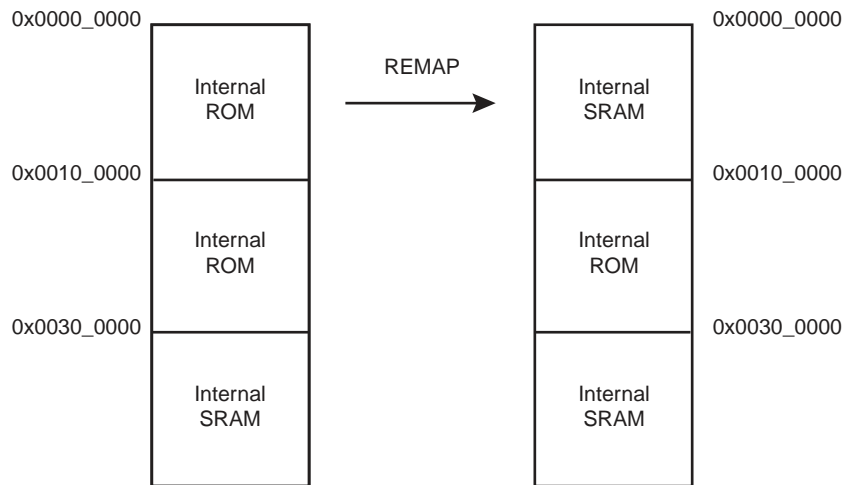 0x0000_0000
0x0000_0000
Internal
ROM
REMAP
Internal
SRAM
0x0010_0000
0x0010_0000
Internal
ROM
Internal
ROM
0x0030_0000
0x0030_0000
Internal
SRAM
Internal
SRAM